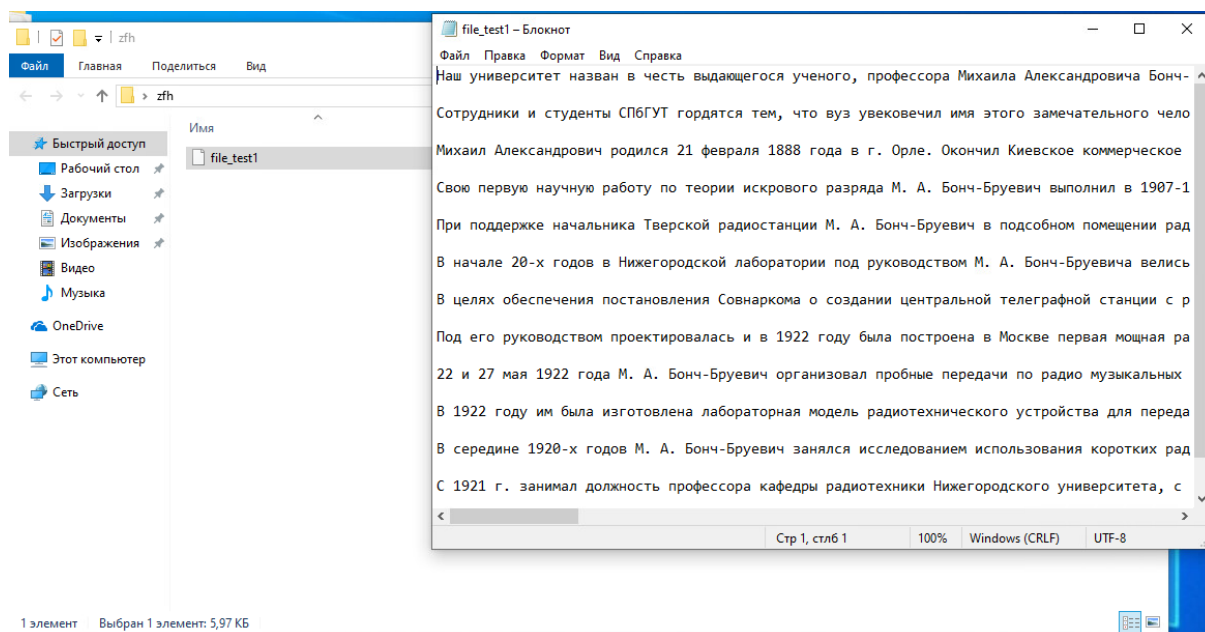 zfh
Файл Главная Поделиться Вид
zfh
Имя
Быстрый доступ
Рабочий стол
Загрузки
Документы
Изображения
Видео
Музыка
OneDrive
Этот компьютер
Сеть
file_test1
1 элемент Выбран 1 элемент: 5,97 КБ
file_test1 – Блокнот
Файл Правка Формат Вид Справка
Наш университет назван в честь выдающегося ученого, профессора Михаила Александровича Бонч-
Сотрудники и студенты СПбГУТ гордятся тем, что вуз увековечил имя этого замечательного чело
Михаил Александрович родился 21 февраля 1888 года в г. Орле. Окончил Киевское коммерческое
Свою первую научную работу по теории искрового разряда М. А. Бонч-Бруевич выполнил в 1907-1
При поддержке начальника Тверской радиостанции М. А. Бонч-Бруевич в подсобном помещении рад
В начале 20-х годов в Нижегородской лаборатории под руководством М. А. Бонч-Бруевича велись
В целях обеспечения постановления Совнаркома о создании центральной телеграфной станции с р
Под его руководством проектировалась и в 1922 году была построена в Москве первая мощная ра
22 и 27 мая 1922 года М. А. Бонч-Бруевич организовал пробные передачи по радио музыкальных
В 1922 году им была изготовлена лабораторная модель радиотехнического устройства для переда
В середине 1920-х годов М. А. Бонч-Бруевич занялся исследованием использования коротких рад
С 1921 г. занимал должность профессора кафедры радиотехники Нижегородского университета, с
Стр 1, стлб 1 100% Windows (CRLF) UTF-8